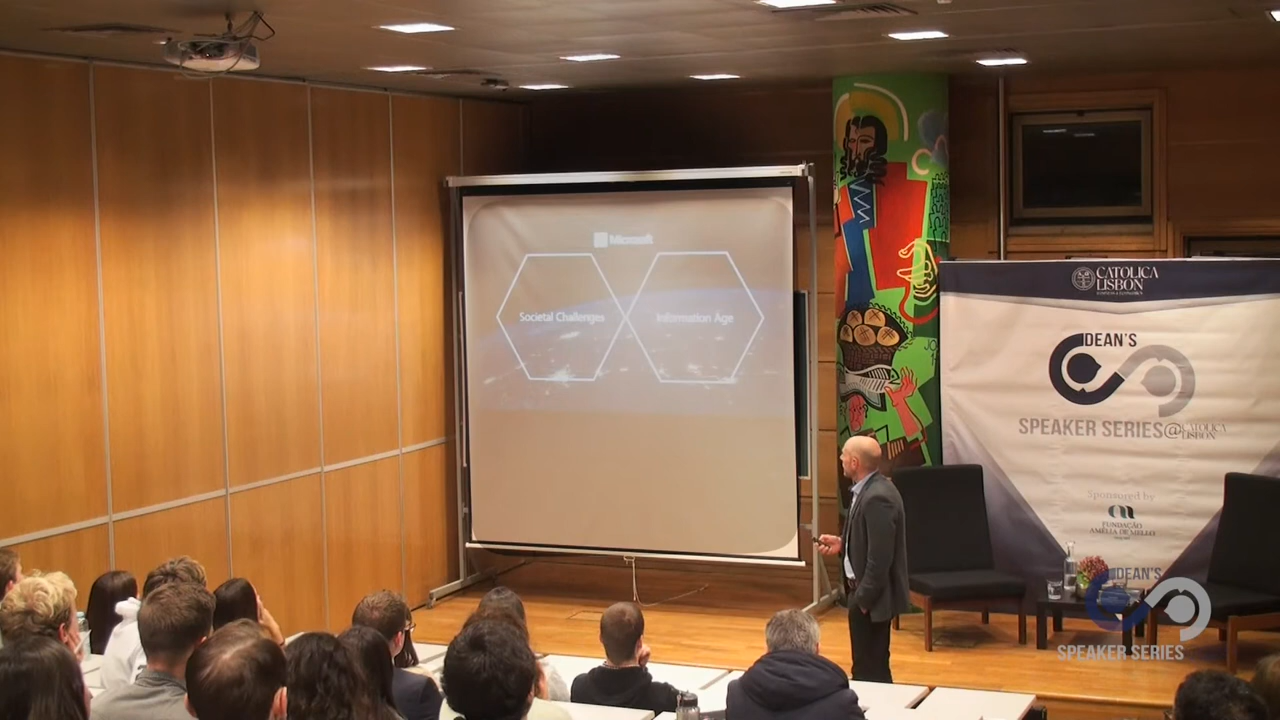 Microsoft
Societal Challenges
Information Age
CATOLICA
LISBON
DEAN'S
SPEAKER SERIES@CATOLICA
LISBON
Sponsored by
FUNDAÇÃO
AMÉLIA DE MELLO
DEAN'S
SPEAKER SERIES